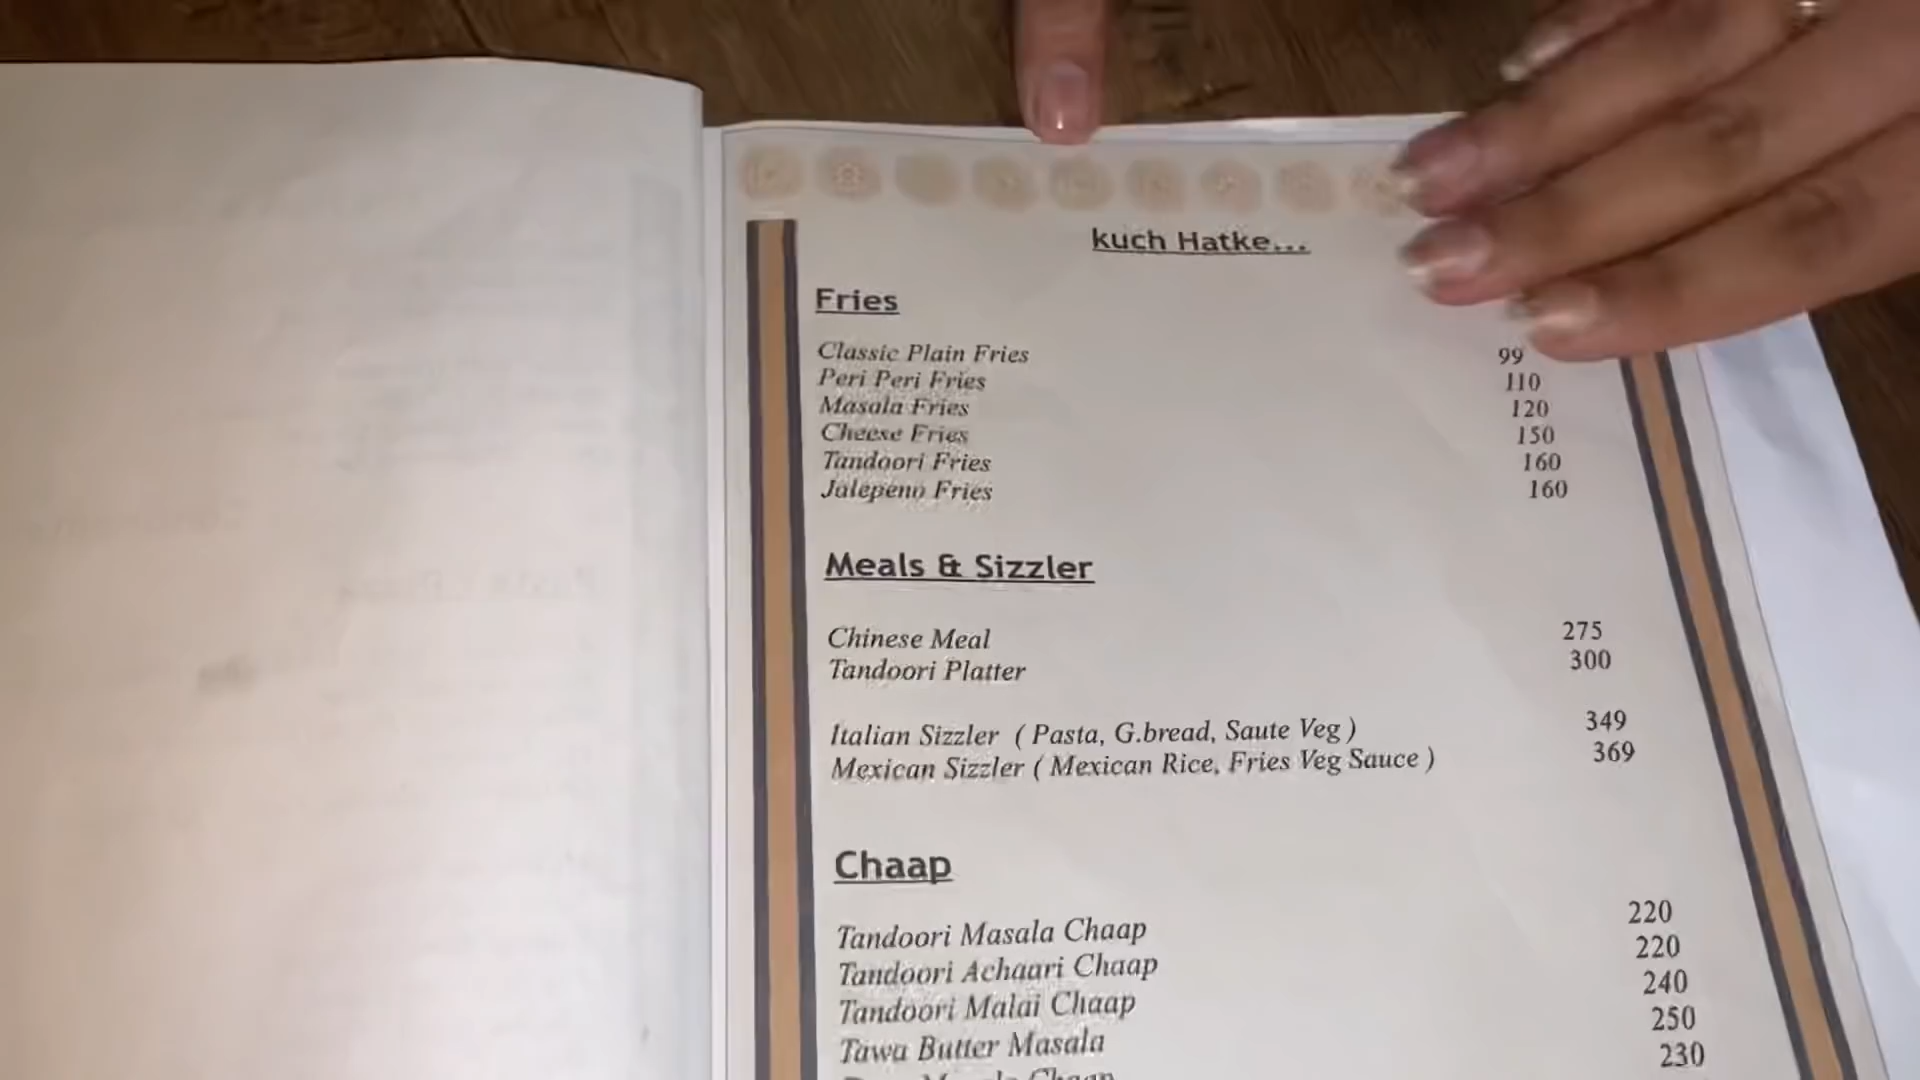 kuch Hatke...
Fries
Classic Plain Fries 99
Peri Peri Fries 110
Masala Fries 120
Cheese Fries 150
Tandoori Fries 160
Jalepeno Fries 160
Meals & Sizzler
Chinese Meal 275
Tandoori Platter 300
Italian Sizzler ( Pasta, G.bread, Saute Veg ) 349
Mexican Sizzler ( Mexican Rice, Fries Veg Sauce ) 369
Chaap
Tandoori Masala Chaap 220
Tandoori Achaari Chaap 220
Tandoori Malai Chaap 240
Tawa Butter Masala 250
Chaap 230